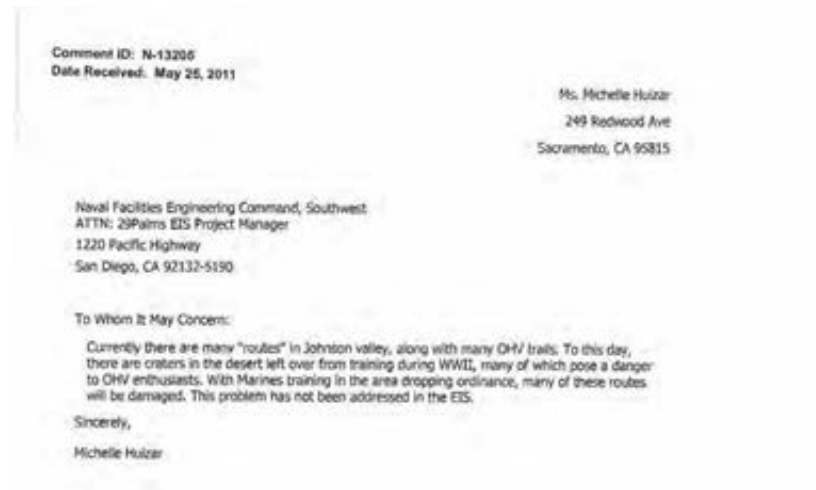 Comment ID: N-13205
Date Received: May 25, 2011
Ms. Michelle Huizar
249 Redwood Ave
Sacramento, CA 95815
Naval Facilities Engineering Command, Southwest
ATTN: 29Palms EIS Project Manager
1220 Pacific Highway
San Diego, CA 92132-5190
To Whom It May Concern:
Currently there are many "routes" in Johnson valley, along with many OHV trails. To this day,
there are craters in the desert left over from training during WWII, many of which pose a danger
to OHV enthusiasts. With Marines training in the area dropping ordinance, many of these routes
will be damaged. This problem has not been addressed in the EIS.
Sincerely,
Michelle Huizar